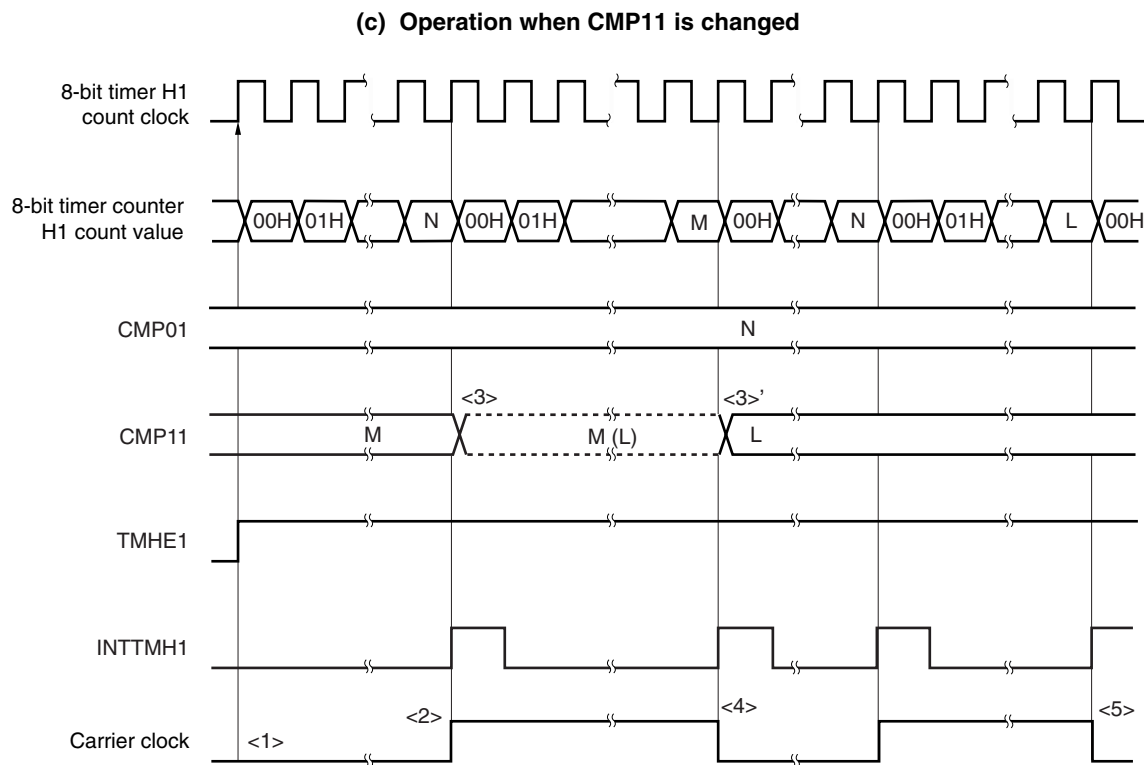 (c) Operation when CMP11 is changed
8-bit timer H1
count clock
8-bit timer counter
H1 count value
00H 01H N 00H 01H M 00H N 00H 01H L 00H
CMP01
N
<3> <3>’
CMP11
M M (L) L
TMHE1
INTTMH1
<2> <4> <5>
Carrier clock
<1>